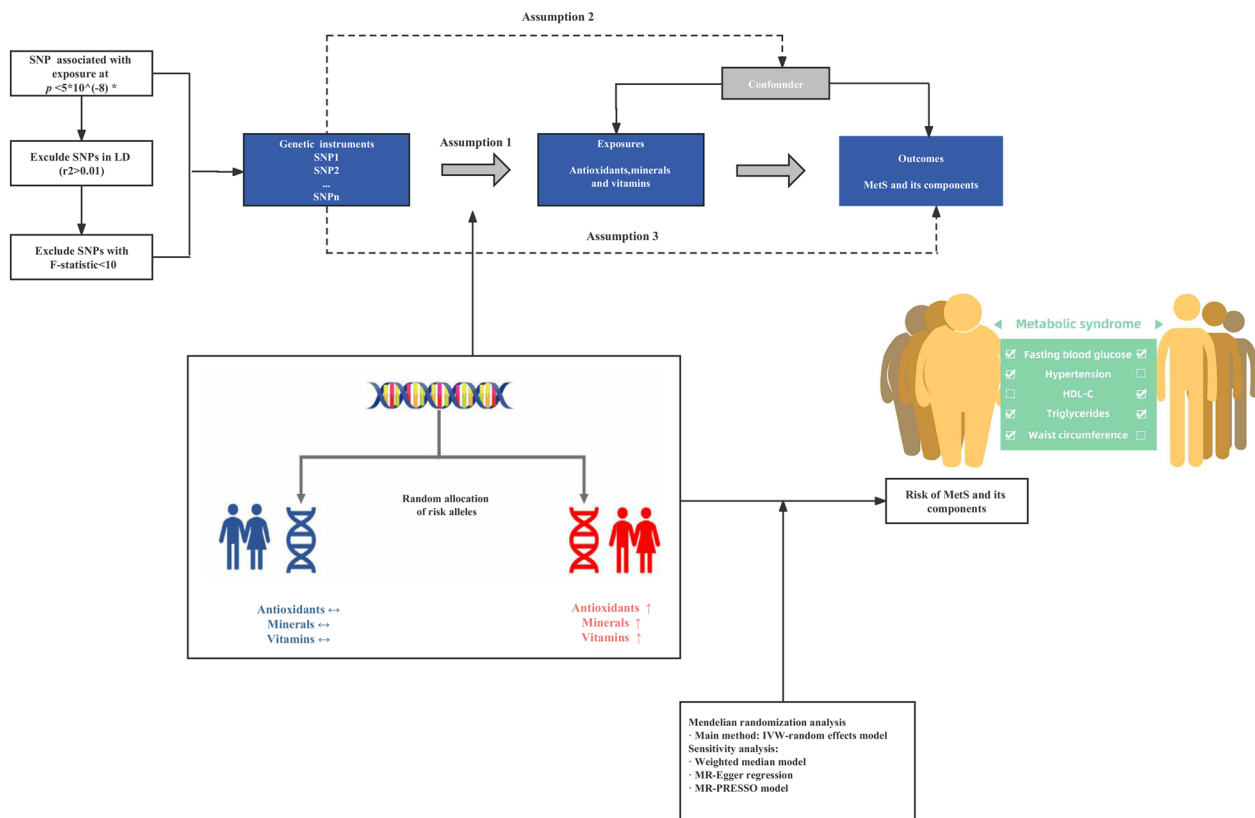 Assumption 2
SNP associated with
exposure at
p <5*10^(-8) *
Exculde SNPs in LD
(r2>0.01)
Exclude SNPs with
F-statistic<10
Genetic instruments
SNP1
SNP2
...
SNPn
Assumption 1
Confounder
Exposures
Antioxidants,minerals
and vitamins
Outcomes
MetS and its components
Assumption 3
Metabolic syndrome
Fasting blood glucose
Hypertension
HDL-C
Triglycerides
Waist circumference
Random allocation
of risk alleles
Antioxidants ↔
Minerals ↔
Vitamins ↔
Antioxidants ↑
Minerals ↑
Vitamins ↑
Risk of MetS and its
components
Mendelian randomization analysis
· Main method: IVW-random effects model
Sensitivity analysis:
· Weighted median model
· MR-Egger regression
· MR-PRESSO model